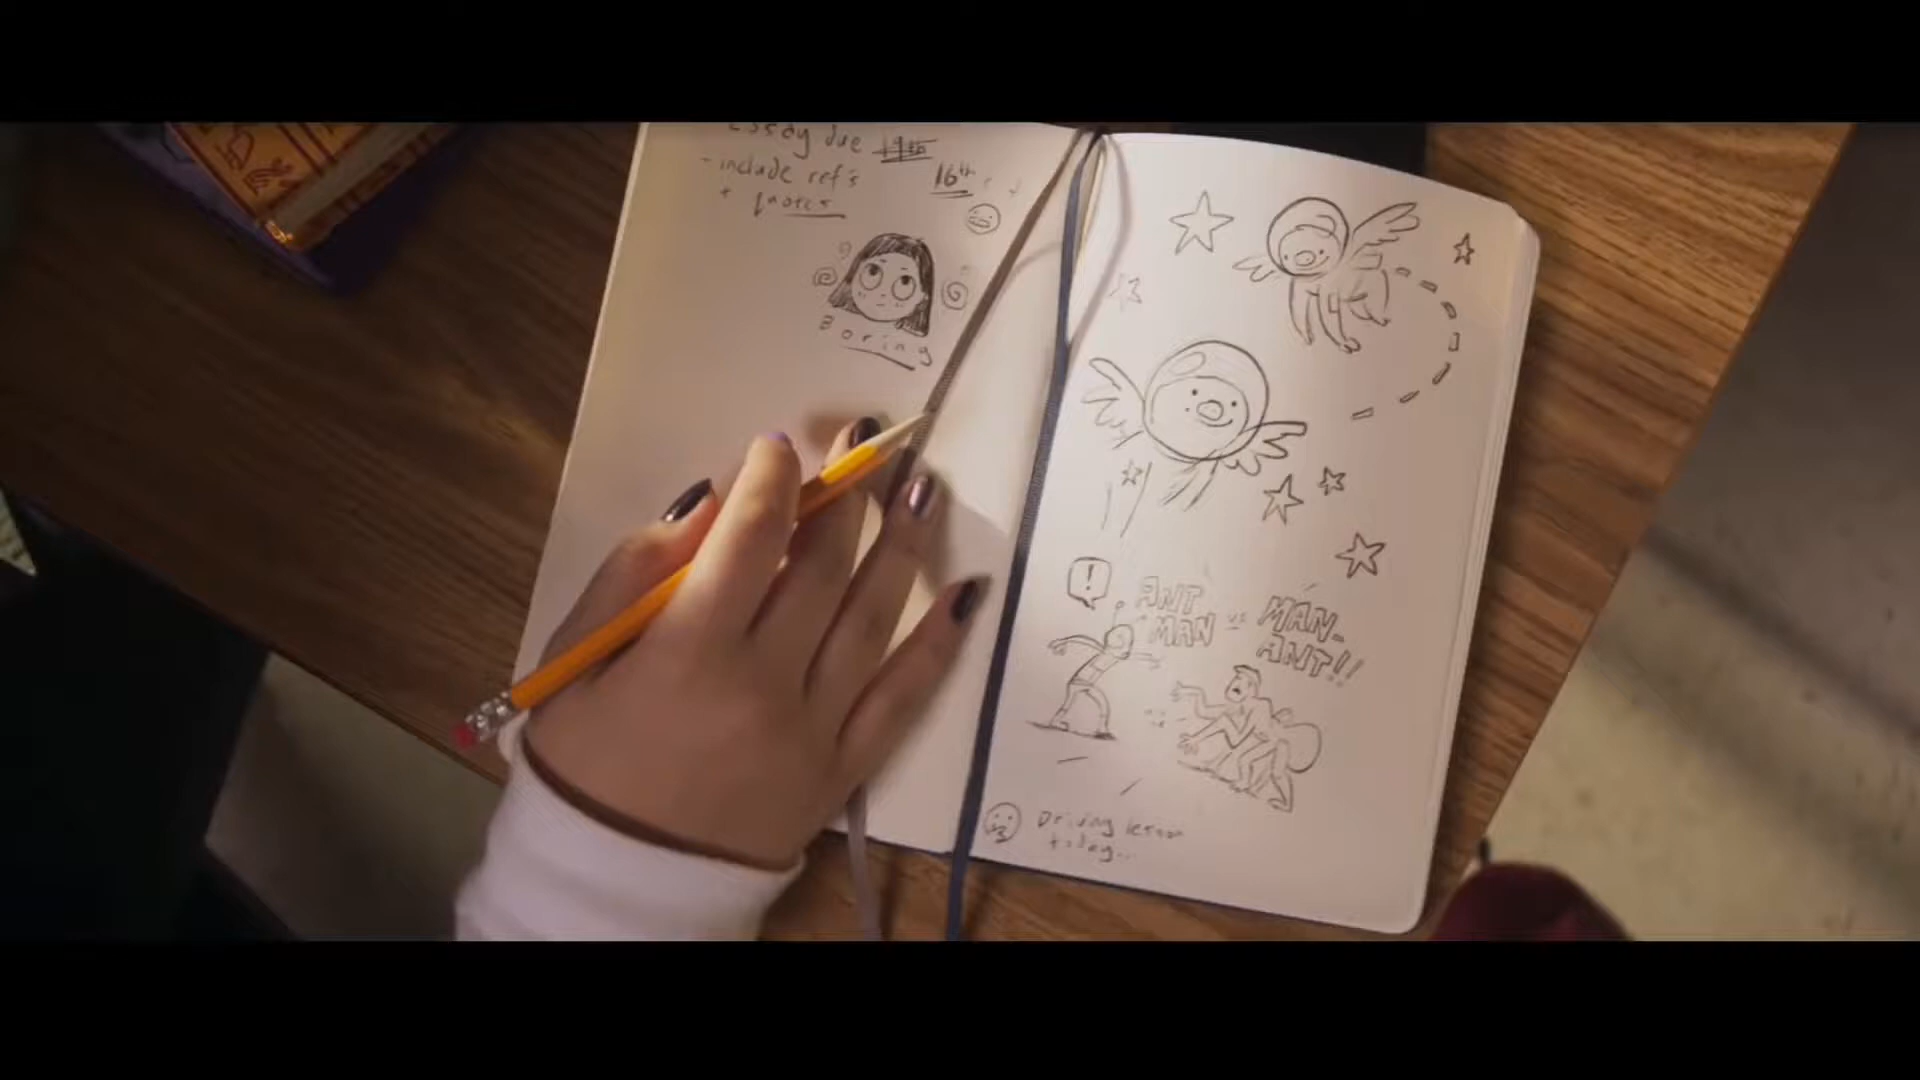 Essay due 19th
- include ref's 16th
+ quotes
Boring
!
ANT MAN vs MAN-ANT!!
Driving lesson
today...